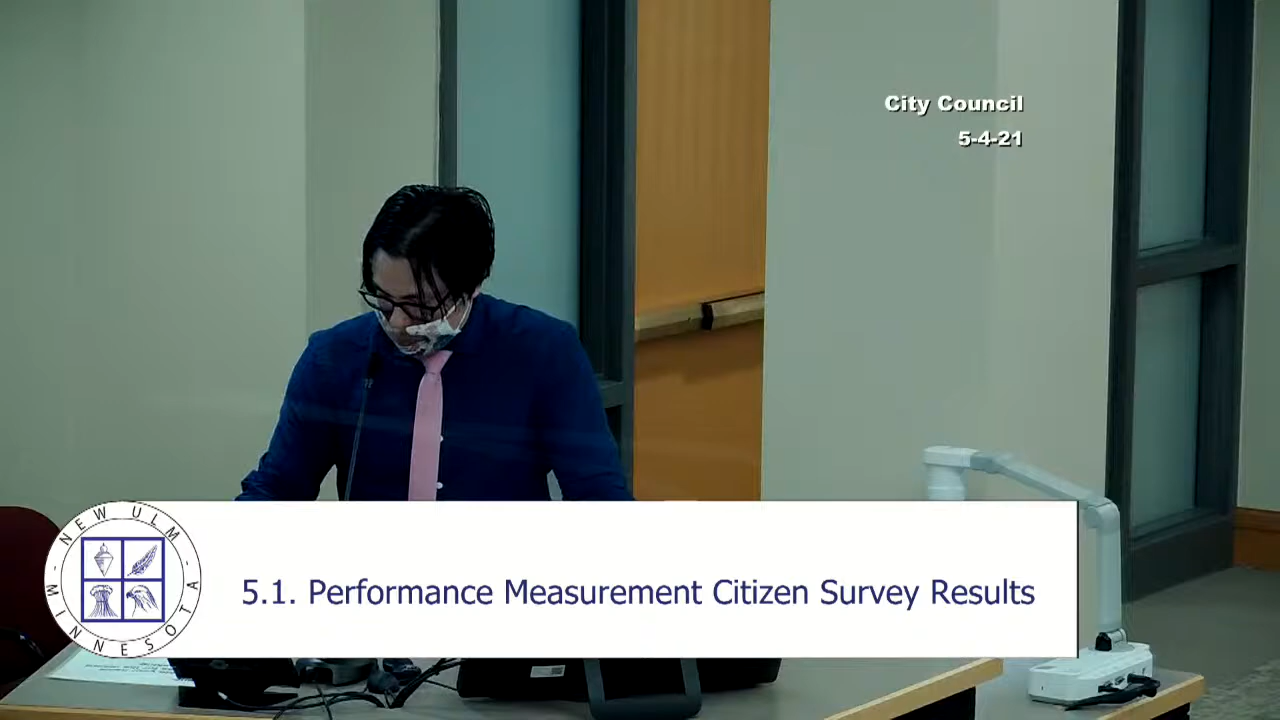 City Council
5-4-21
NEW ULM
MINNESOTA
5.1. Performance Measurement Citizen Survey Results